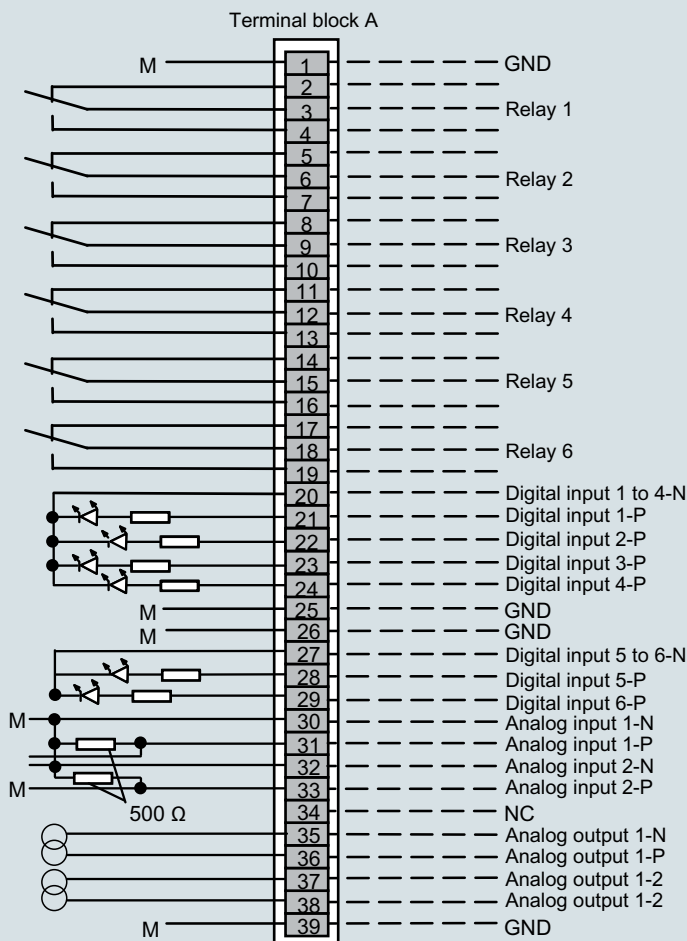 Terminal block A
M 1 GND
2
3 Relay 1
4
5
6 Relay 2
7
8
9 Relay 3
10
11
12 Relay 4
13
14
15 Relay 5
16
17
18 Relay 6
19
20 Digital input 1 to 4-N
21 Digital input 1-P
22 Digital input 2-P
23 Digital input 3-P
24 Digital input 4-P
M 25 GND
M 26 GND
27 Digital input 5 to 6-N
28 Digital input 5-P
29 Digital input 6-P
M 30 Analog input 1-N
31 Analog input 1-P
32 Analog input 2-N
M 33 Analog input 2-P
500 Ω 34 NC
35 Analog output 1-N
36 Analog output 1-P
37 Analog output 1-2
38 Analog output 1-2
M 39 GND